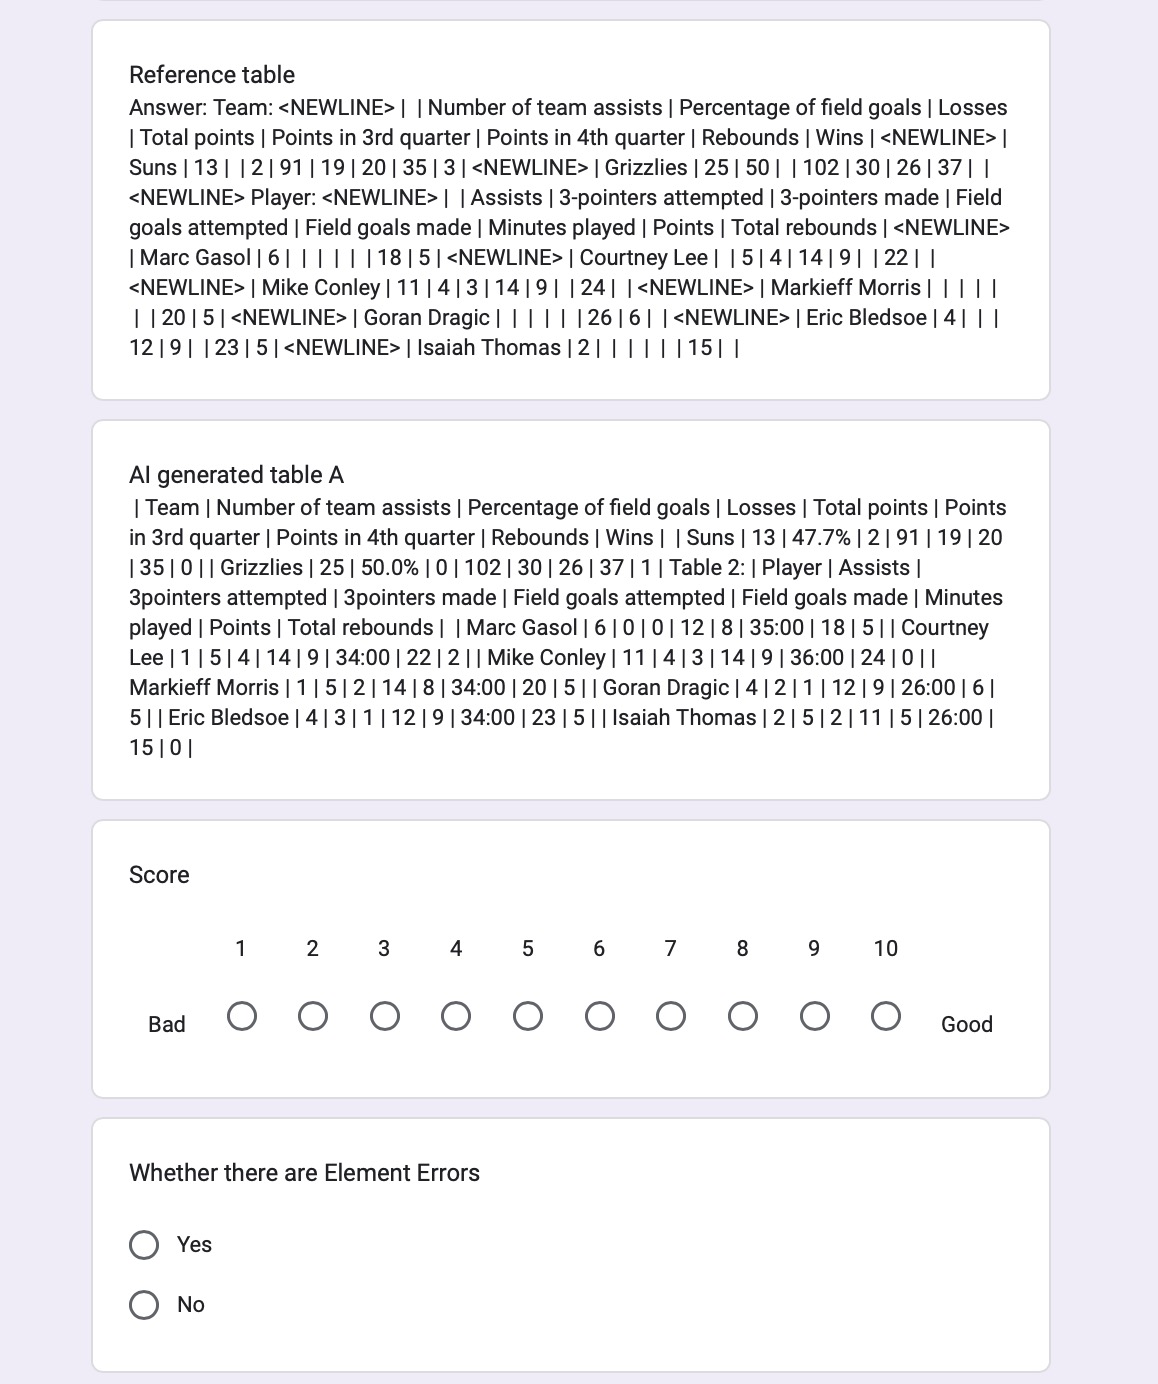 Reference table
Answer: Team: <NEWLINE> | | Number of team assists | Percentage of field goals | Losses
| Total points | Points in 3rd quarter | Points in 4th quarter | Rebounds | Wins | <NEWLINE> |
Suns | 13 | | 2 | 91 | 19 | 20 | 35 | 3 | <NEWLINE> | Grizzlies | 25 | 50 | | 102 | 30 | 26 | 37 | |
<NEWLINE> Player: <NEWLINE> | | Assists | 3-pointers attempted | 3-pointers made | Field
goals attempted | Field goals made | Minutes played | Points | Total rebounds | <NEWLINE>
| Marc Gasol | 6 | | | | | | 18 | 5 | <NEWLINE> | Courtney Lee | | 5 | 4 | 14 | 9 | | 22 | |
<NEWLINE> | Mike Conley | 11 | 4 | 3 | 14 | 9 | | 24 | | <NEWLINE> | Markieff Morris | | | | |
| | 20 | 5 | <NEWLINE> | Goran Dragic | | | | | | 26 | 6 | | <NEWLINE> | Eric Bledsoe | 4 | | |
12 | 9 | | 23 | 5 | <NEWLINE> | Isaiah Thomas | 2 | | | | | | 15 | |
AI generated table A
| Team | Number of team assists | Percentage of field goals | Losses | Total points | Points
in 3rd quarter | Points in 4th quarter | Rebounds | Wins | | Suns | 13 | 47.7% | 2 | 91 | 19 | 20
| 35 | 0 | | Grizzlies | 25 | 50.0% | 0 | 102 | 30 | 26 | 37 | 1 | Table 2: | Player | Assists |
3pointers attempted | 3pointers made | Field goals attempted | Field goals made | Minutes
played | Points | Total rebounds | | Marc Gasol | 6 | 0 | 0 | 12 | 8 | 35:00 | 18 | 5 | | Courtney
Lee | 1 | 5 | 4 | 14 | 9 | 34:00 | 22 | 2 | | Mike Conley | 11 | 4 | 3 | 14 | 9 | 36:00 | 24 | 0 | |
Markieff Morris | 1 | 5 | 2 | 14 | 8 | 34:00 | 20 | 5 | | Goran Dragic | 4 | 2 | 1 | 12 | 9 | 26:00 | 6 |
5 | | Eric Bledsoe | 4 | 3 | 1 | 12 | 9 | 34:00 | 23 | 5 | | Isaiah Thomas | 2 | 5 | 2 | 11 | 5 | 26:00 |
15 | 0 |
Score
1 2 3 4 5 6 7 8 9 10
Bad Good
Whether there are Element Errors
Yes
No